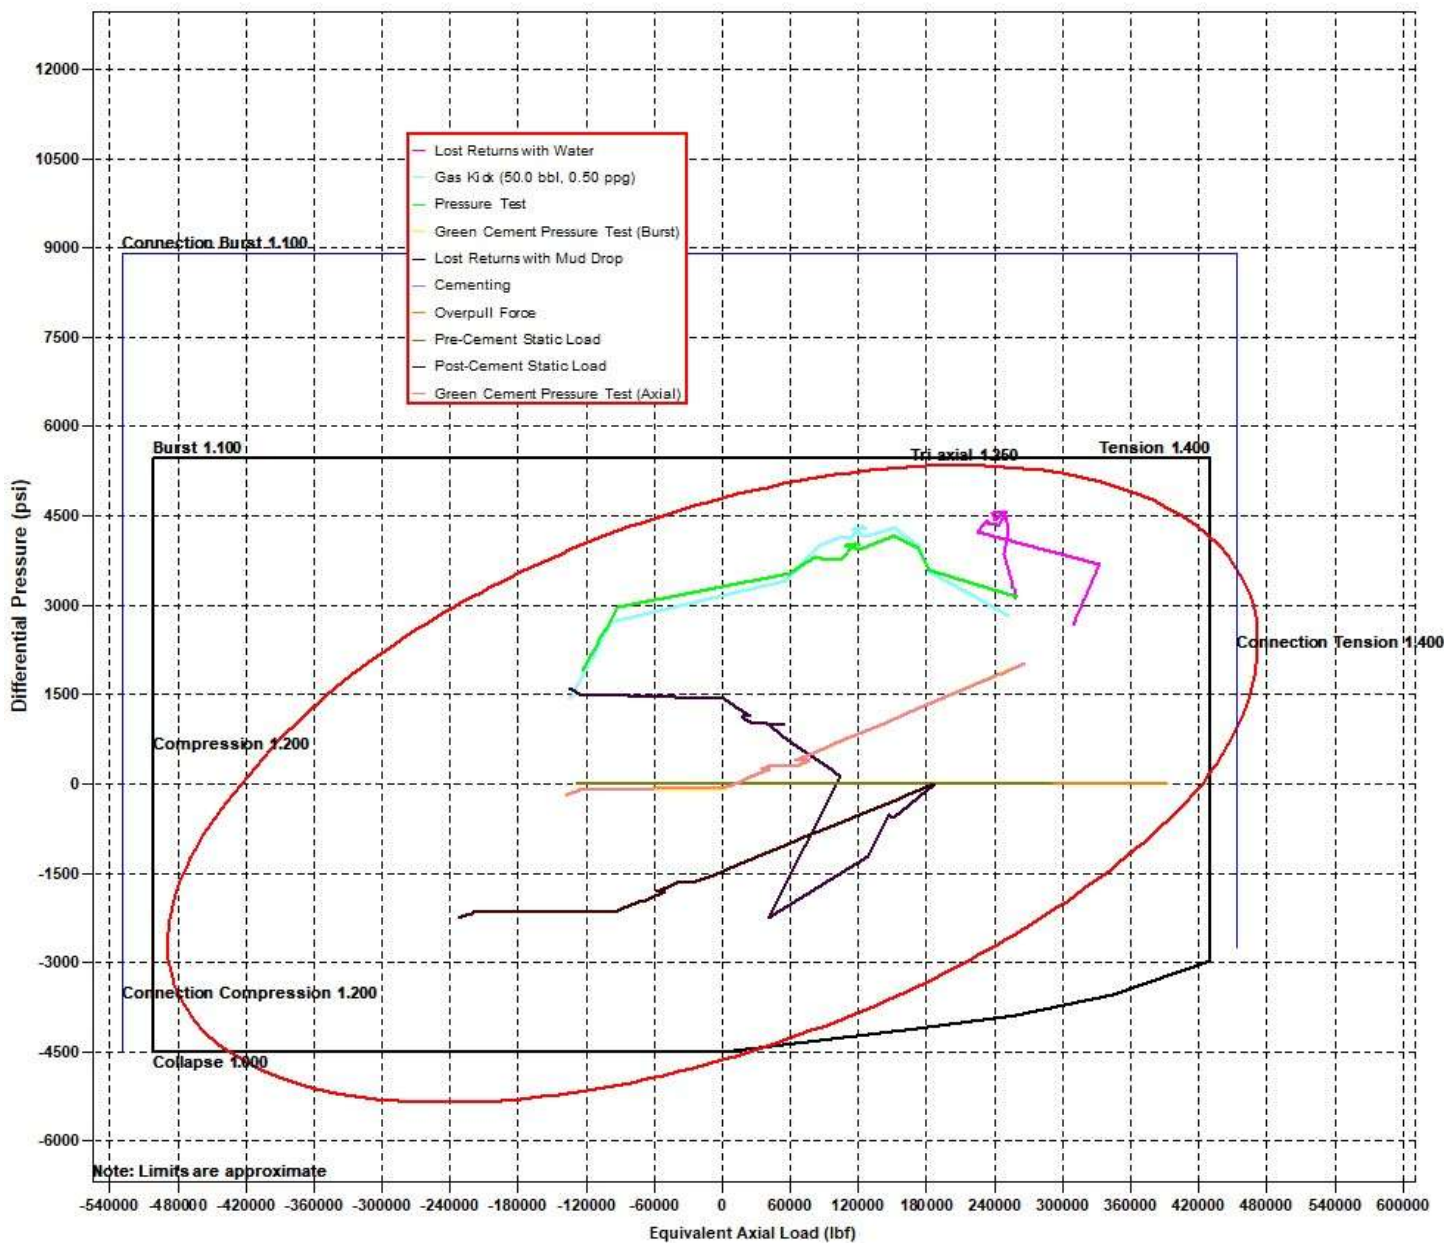 12000
10500
9000
7500
6000
4500
3000
1500
0
-1500
-3000
-4500
-6000
Differential Pressure (psi)
Lost Returns with Water
Gas Kick (50.0 bbl, 0.50 ppg)
Pressure Test
Green Cement Pressure Test (Burst)
Lost Returns with Mud Drop
Cementing
Overpull Force
Pre-Cement Static Load
Post-Cement Static Load
Green Cement Pressure Test (Axial)
Connection Burst 1.100
Burst 1.100
Tri-axial 1.250
Tension 1.400
Connection Tension 1.400
Compression 1.200
Connection Compression 1.200
Collapse 1.000
Note: Limits are approximate
-540000 -480000 -420000 -360000 -300000 -240000 -180000 -120000 -60000 0 60000 120000 180000 240000 300000 360000 420000 480000 540000 600000
Equivalent Axial Load (lbf)